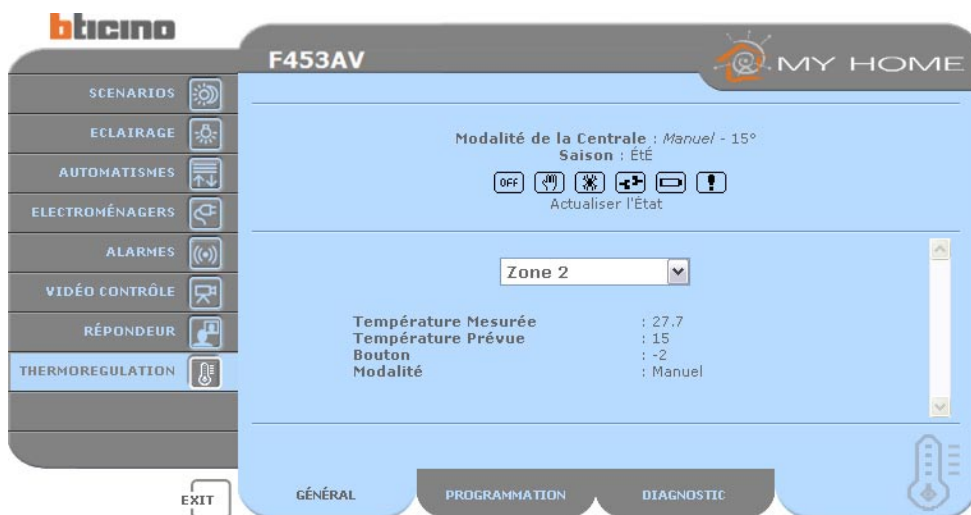 bticino
F453AV
MY HOME
SCENARIOS
ECLAIRAGE
AUTOMATISMES
ELECTROMÉNAGERS
ALARMES
VIDÉO CONTRÔLE
RÉPONDEUR
THERMOREGULATION
EXIT
Modalité de la Centrale : Manuel - 15°
Saison : ÉtÉ
OFF
Actualiser l'État
Zone 2
Température Mesurée : 27.7
Température Prévue : 15
Bouton : -2
Modalité : Manuel
GÉNÉRAL PROGRAMMATION DIAGNOSTIC